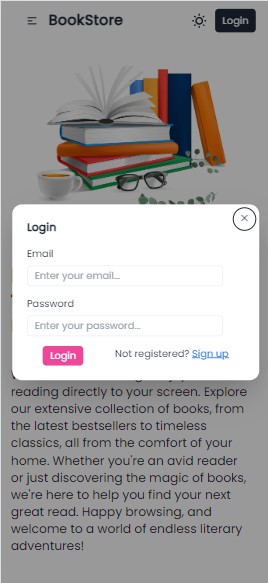 BookStore
Login
Login
Email
Enter your email...
Password
Enter your password...
Login
Not registered? Sign up
reading directly to your screen. Explore
our extensive collection of books, from
the latest bestsellers to timeless
classics, all from the comfort of your
home. Whether you're an avid reader
or just discovering the magic of books,
we're here to help you find your next
great read. Happy browsing, and
welcome to a world of endless literary
adventures!